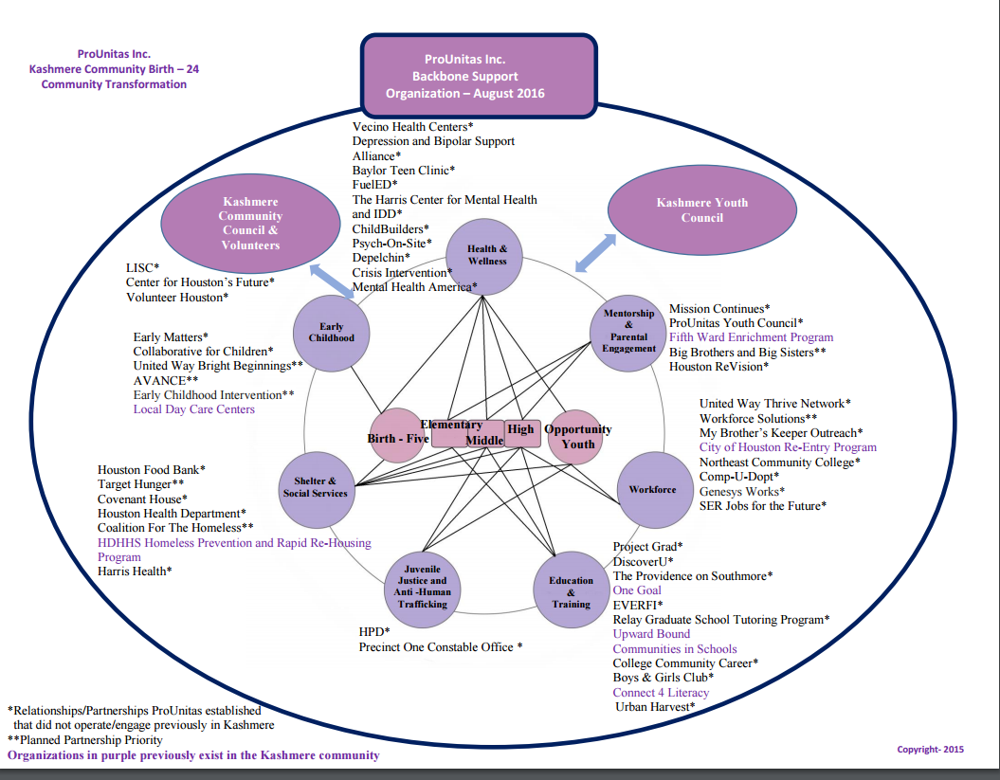 ProUnitas Inc.
Kashmere Community Birth – 24
Community Transformation
ProUnitas Inc.
Backbone Support
Organization – August 2016
Vecino Health Centers*
Depression and Bipolar Support
Alliance*
Baylor Teen Clinic*
FuelED*
The Harris Center for Mental Health
and IDD*
ChildBuilders*
Psych-On-Site*
Depelchin*
Crisis Intervention*
Mental Health America*
Kashmere
Community
Council &
Volunteers
Kashmere Youth
Council
Health &
Wellness
LISC*
Center for Houston's Future*
Volunteer Houston*
Early
Childhood
Mentorship
&
Parental
Engagement
Mission Continues*
ProUnitas Youth Council*
Fifth Ward Enrichment Program
Big Brothers and Big Sisters**
Houston ReVision*
Early Matters*
Collaborative for Children*
United Way Bright Beginnings**
AVANCE**
Early Childhood Intervention**
Local Day Care Centers
Birth - Five
Elementary
Middle
High
Opportunity
Youth
United Way Thrive Network*
Workforce Solutions**
My Brother's Keeper Outreach*
City of Houston Re-Entry Program
Northeast Community College*
Comp-U-Dopt*
Genesys Works*
SER Jobs for the Future*
Houston Food Bank*
Target Hunger**
Covenant House*
Houston Health Department*
Coalition For The Homeless**
HDHHS Homeless Prevention and Rapid Re-Housing
Program
Harris Health*
Shelter &
Social Services
Workforce
Juvenile
Justice and
Anti -Human
Trafficking
Education
&
Training
HPD*
Precinct One Constable Office *
Project Grad*
DiscoverU*
The Providence on Southmore*
One Goal
EVERFI*
Relay Graduate School Tutoring Program*
Upward Bound
Communities in Schools
College Community Career*
Boys & Girls Club*
Connect 4 Literacy
Urban Harvest*
*Relationships/Partnerships ProUnitas established
that did not operate/engage previously in Kashmere
**Planned Partnership Priority
Organizations in purple previously exist in the Kashmere community
Copyright- 2015